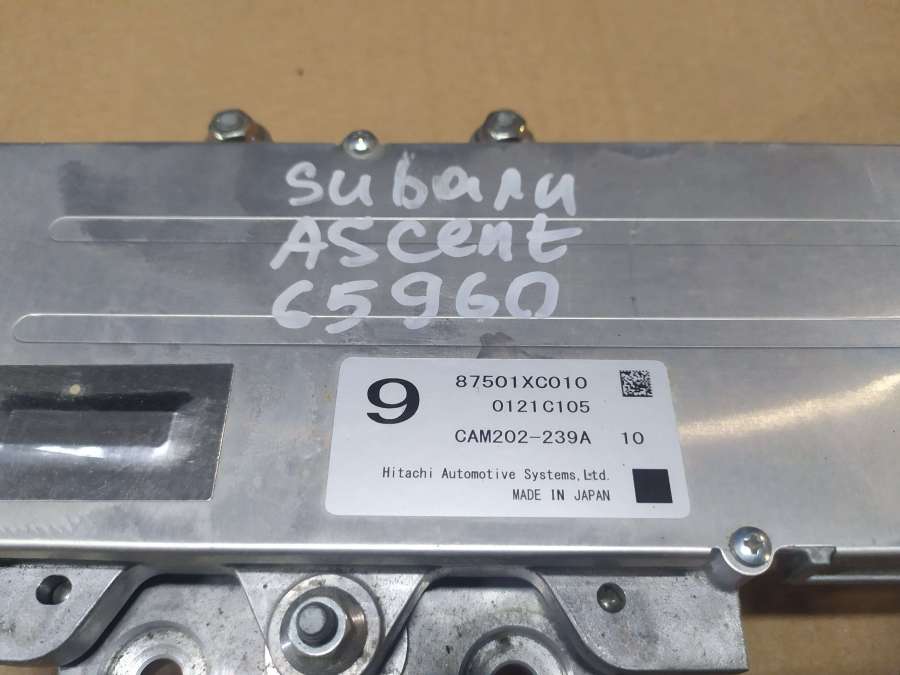 subaru
ASCent
65960
9
87501XC010
0121C105
CAM202-239A 10
Hitachi Automotive Systems,Ltd.
MADE IN JAPAN